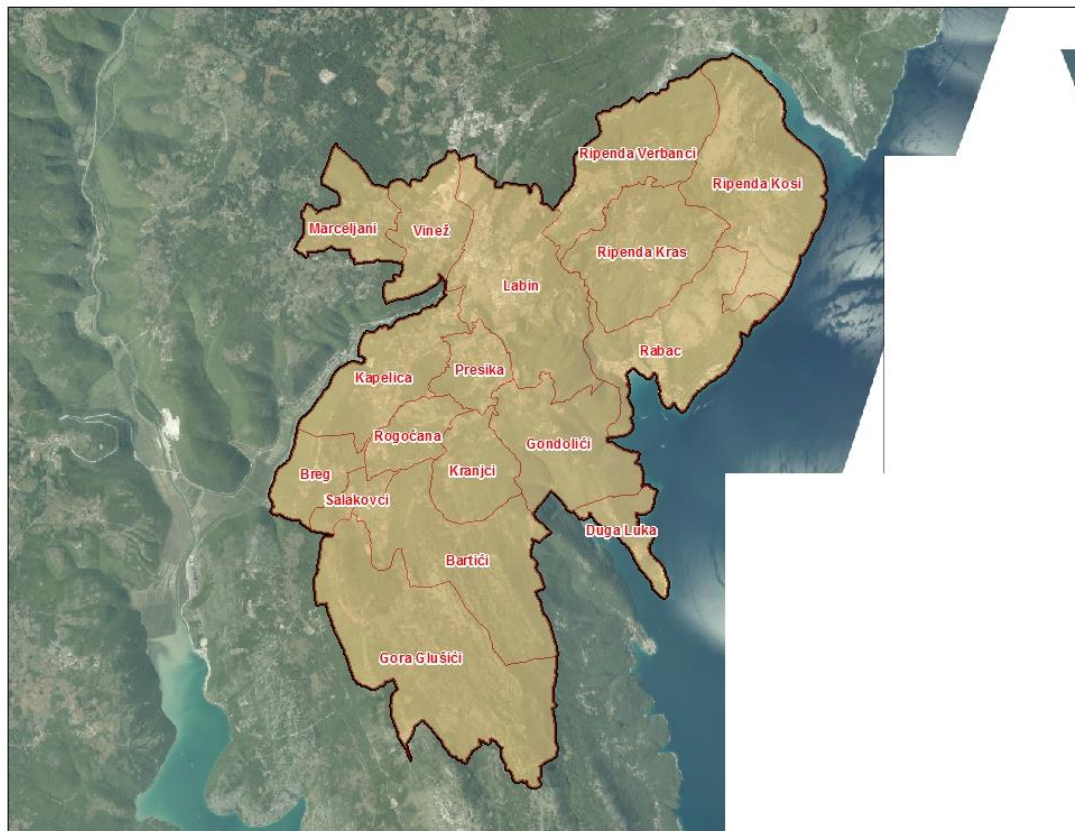 Ripenda Verbanci
Ripenda Kosi
Marceljani
Vinež
Ripenda Kras
Labin
Rabac
Presika
Kapelica
Rogočana
Gondolići
Kranjci
Breg
Salakovci
Duga Luka
Bartići
Gora Glušići